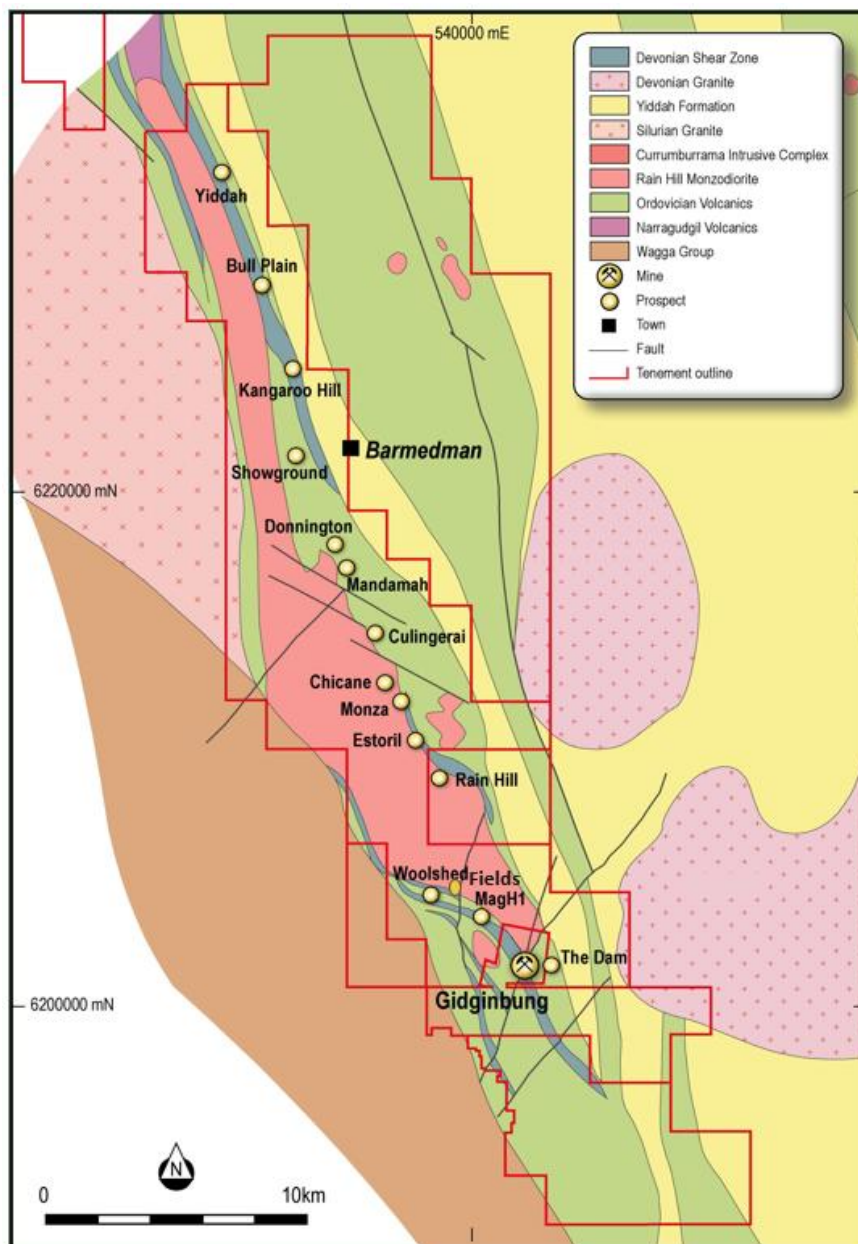 540000 mE
Devonian Shear Zone
Devonian Granite
Yiddah Formation
Silurian Granite
Currumburrama Intrusive Complex
Rain Hill Monzodiorite
Ordovician Volcanics
Narragudgil Volcanics
Wagga Group
Mine
Prospect
Town
Fault
Tenement outline
Yiddah
Bull Plain
Kangaroo Hill
Barmedman
Showground
6220000 mN
Donnington
Mandamah
Culingerai
Chicane
Monza
Estoril
Rain Hill
Woolshed
Fields
MagH1
The Dam
Gidginbung
6200000 mN
N
0 10km